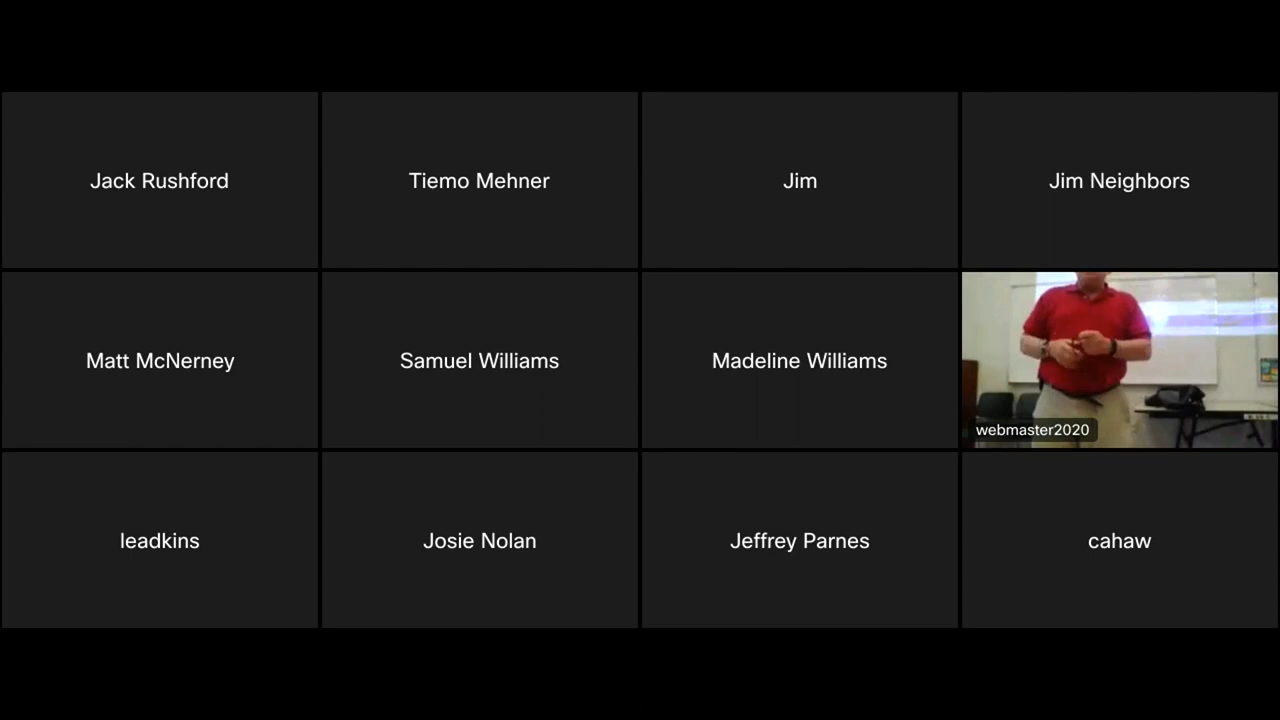 Jack Rushford
Tiemo Mehner
Jim
Jim Neighbors
Matt McNerney
Samuel Williams
Madeline Williams
webmaster2020
leadkins
Josie Nolan
Jeffrey Parnes
cahaw